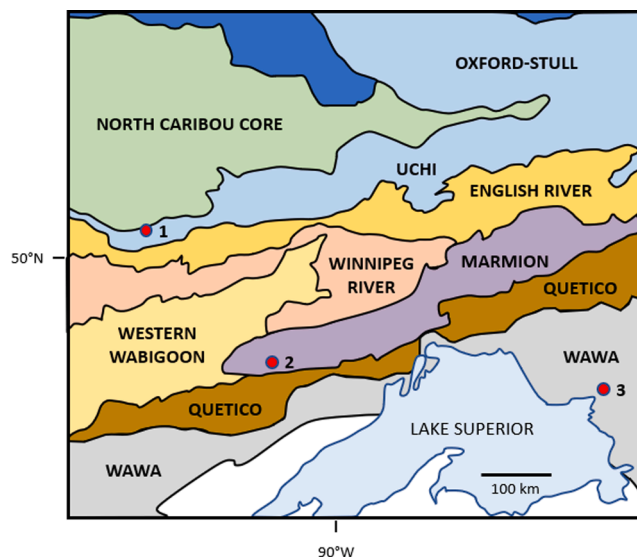 OXFORD-STULL
NORTH CARIBOU CORE
UCHI
ENGLISH RIVER
1
50°N
WINNIPEG
RIVER
MARMION
QUETICO
WESTERN
WABIGOON
2
WAWA
3
QUETICO
LAKE SUPERIOR
WAWA
100 km
90°W